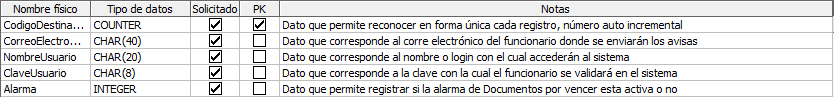 Nombre físico Tipo de datos Solicitado PK Notas
CodigoDestina... COUNTER Dato que permite reconocer en forma única cada registro, número auto incremental
CorreoElectro... CHAR(40) Dato que corresponde al corre electrónico del funcionario donde se enviarán los avisas
NombreUsuario CHAR(20) Dato que corresponde al nombre o login con el cual accederán al sistema
ClaveUsuario CHAR(8) Dato que corresponde a la clave con la cual el funcionario se validará en el sistema
Alarma INTEGER Dato que permite registrar si la alarma de Documentos por vencer esta activa o no